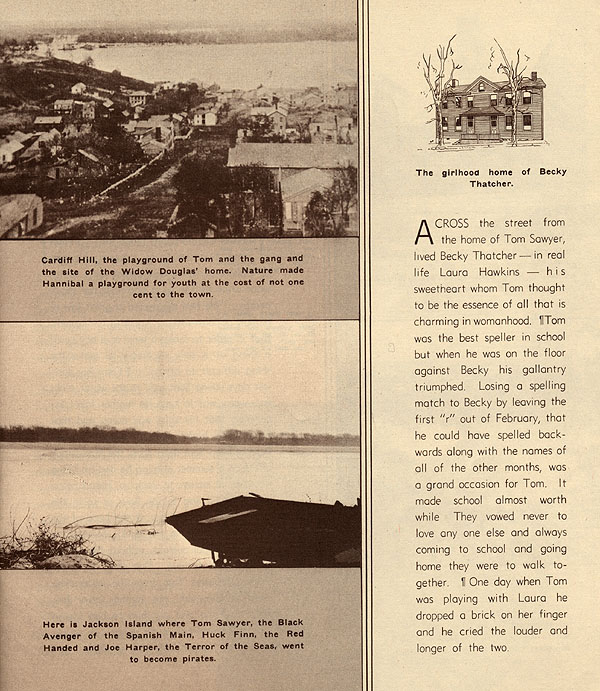 Cardiff Hill, the playground of Tom and the gang and
the site of the Widow Douglas' home. Nature made
Hannibal a playground for youth at the cost of not one
cent to the town.
Here is Jackson Island where Tom Sawyer, the Black
Avenger of the Spanish Main, Huck Finn, the Red
Handed and Joe Harper, the Terror of the Seas, went
to become pirates.
The girlhood home of Becky
Thatcher.
ACROSS the street from
the home of Tom Sawyer,
lived Becky Thatcher — in real
life Laura Hawkins — his
sweetheart whom Tom thought
to be the essence of all that is
charming in womanhood. ¶Tom
was the best speller in school
but when he was on the floor
against Becky his gallantry
triumphed. Losing a spelling
match to Becky by leaving the
first "r" out of February, that
he could have spelled back-
wards along with the names of
all of the other months, was
a grand occasion for Tom. It
made school almost worth
while They vowed never to
love any one else and always
coming to school and going
home they were to walk to-
gether. ¶ One day when Tom
was playing with Laura he
dropped a brick on her finger
and he cried the louder and
longer of the two.